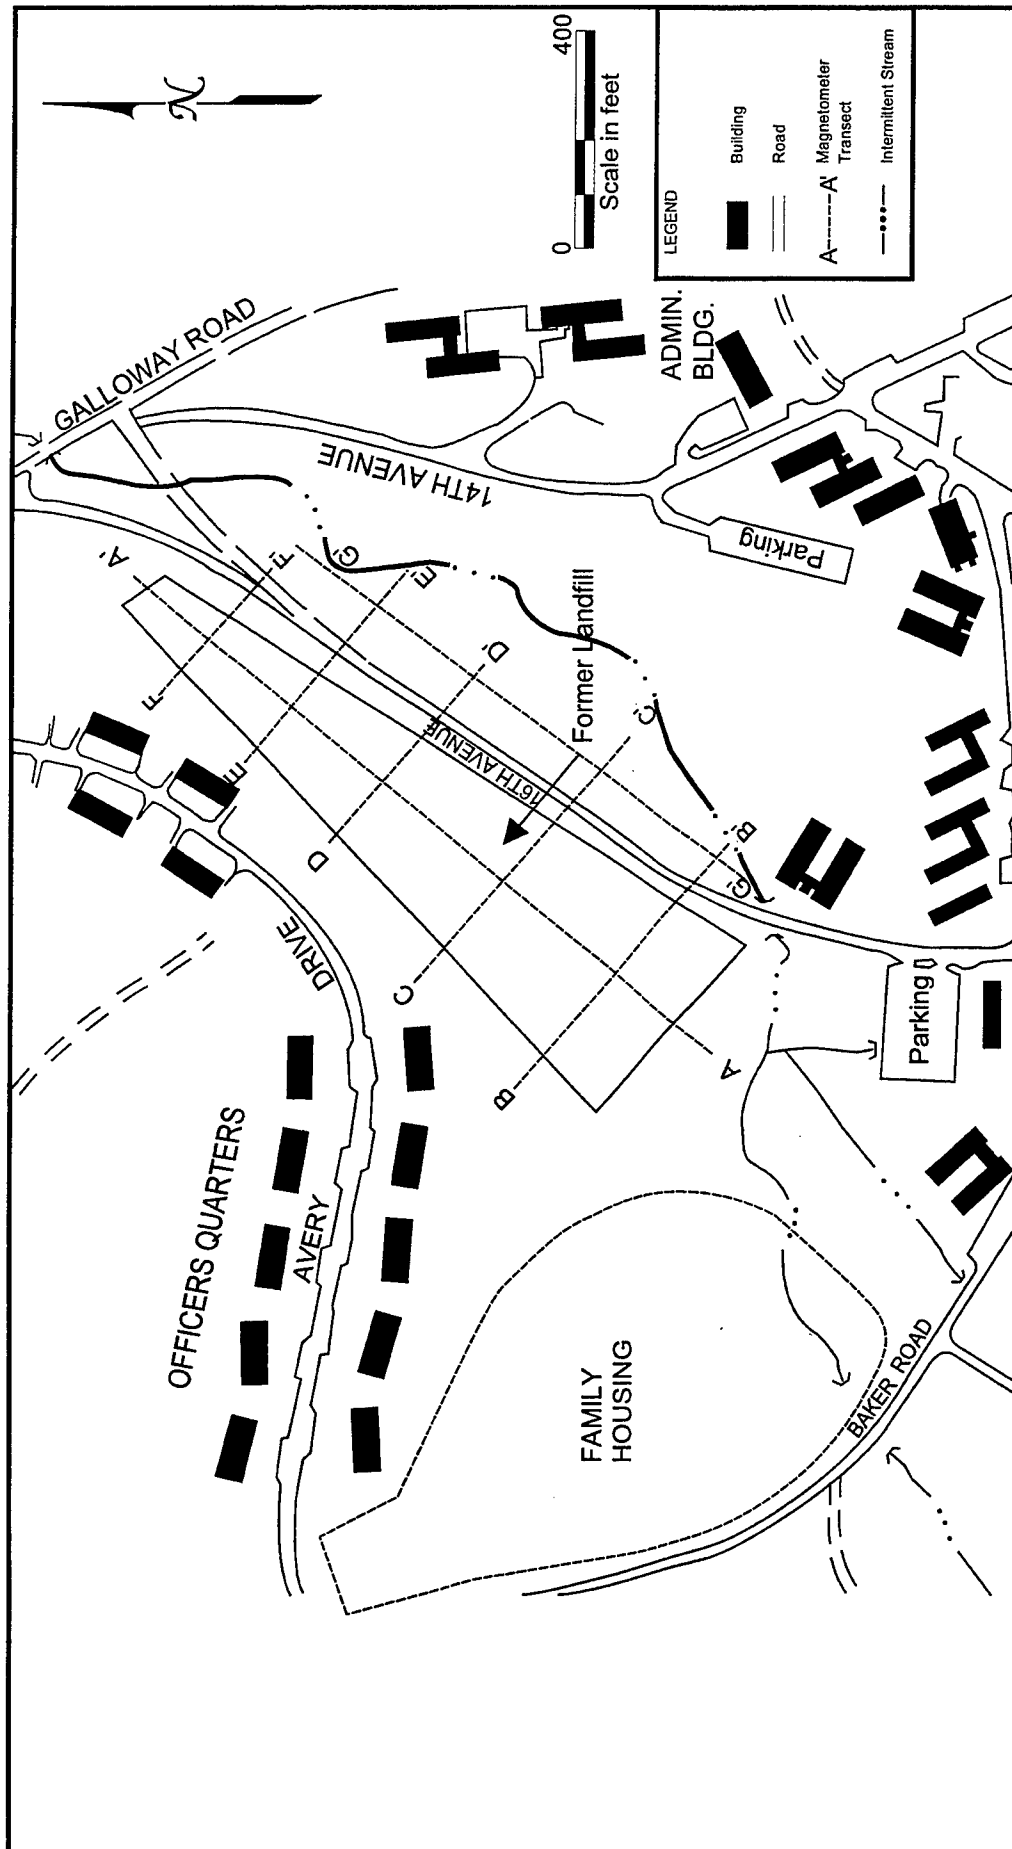 N
0 400
Scale in feet
LEGEND
Building
Road
A------A' Magnetometer
Transect
Intermittent Stream
GALLOWAY ROAD
14TH AVENUE
16TH AVENUE
ADMIN.
BLDG.
Parking
Former Landfill
OFFICERS QUARTERS
AVERY
DRIVE
FAMILY
HOUSING
BAKER ROAD
Parking
A
A'
B
B'
C
C'
D
D'
E
E'
F
F'
G'
G'